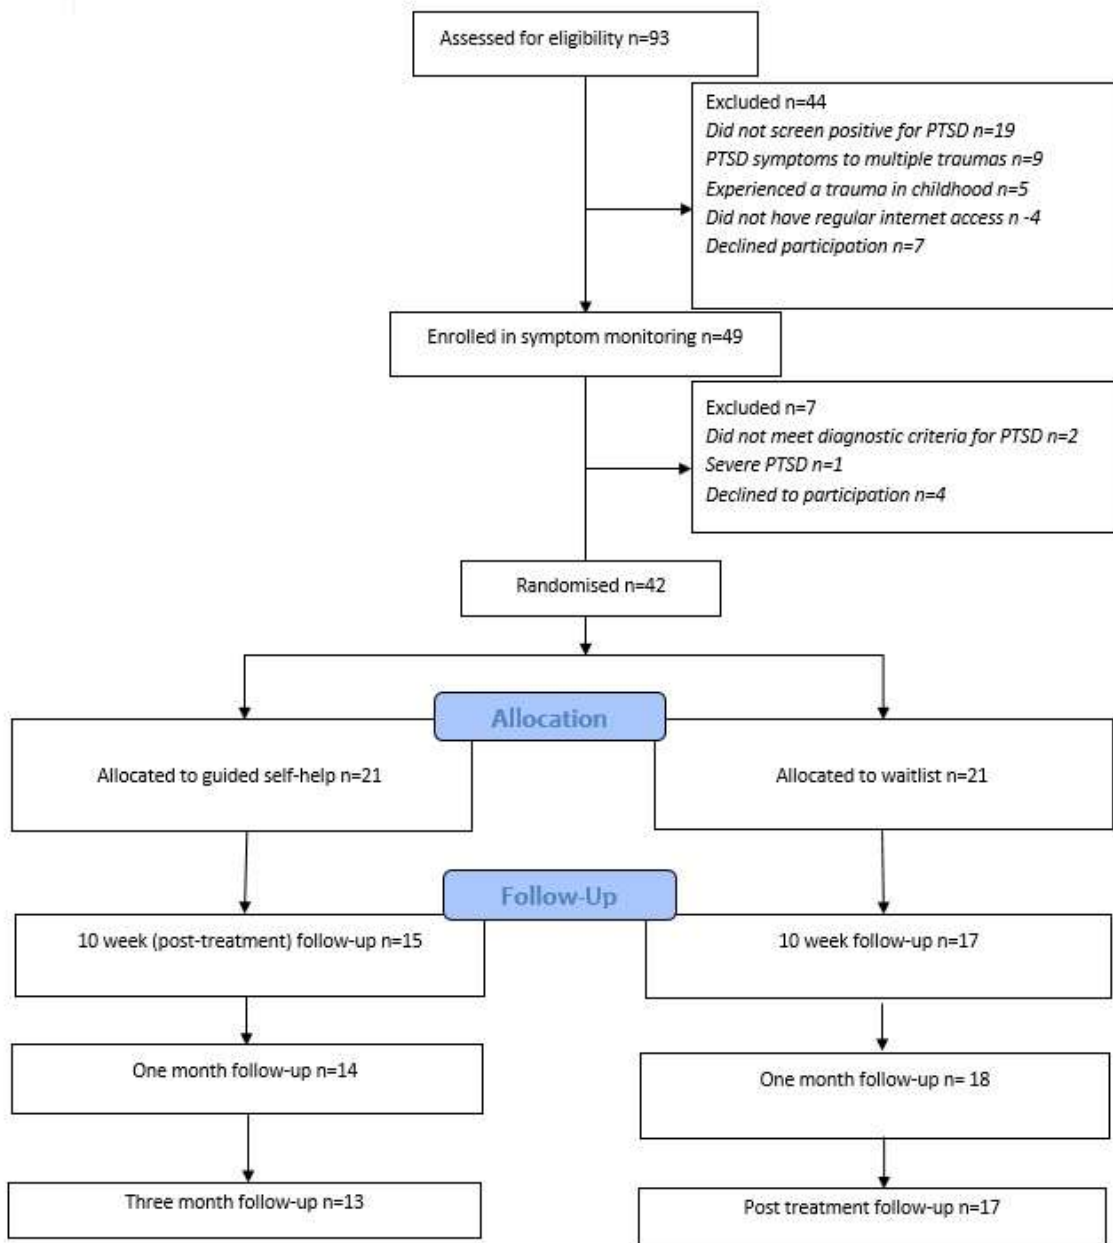 Assessed for eligibility n=93
Excluded n=44
Did not screen positive for PTSD n=19
PTSD symptoms to multiple traumas n=9
Experienced a trauma in childhood n=5
Did not have regular internet access n -4
Declined participation n=7
Enrolled in symptom monitoring n=49
Excluded n=7
Did not meet diagnostic criteria for PTSD n=2
Severe PTSD n=1
Declined to participation n=4
Randomised n=42
Allocation
Allocated to guided self-help n=21
Allocated to waitlist n=21
Follow-Up
10 week (post-treatment) follow-up n=15
10 week follow-up n=17
One month follow-up n=14
One month follow-up n= 18
Three month follow-up n=13
Post treatment follow-up n=17